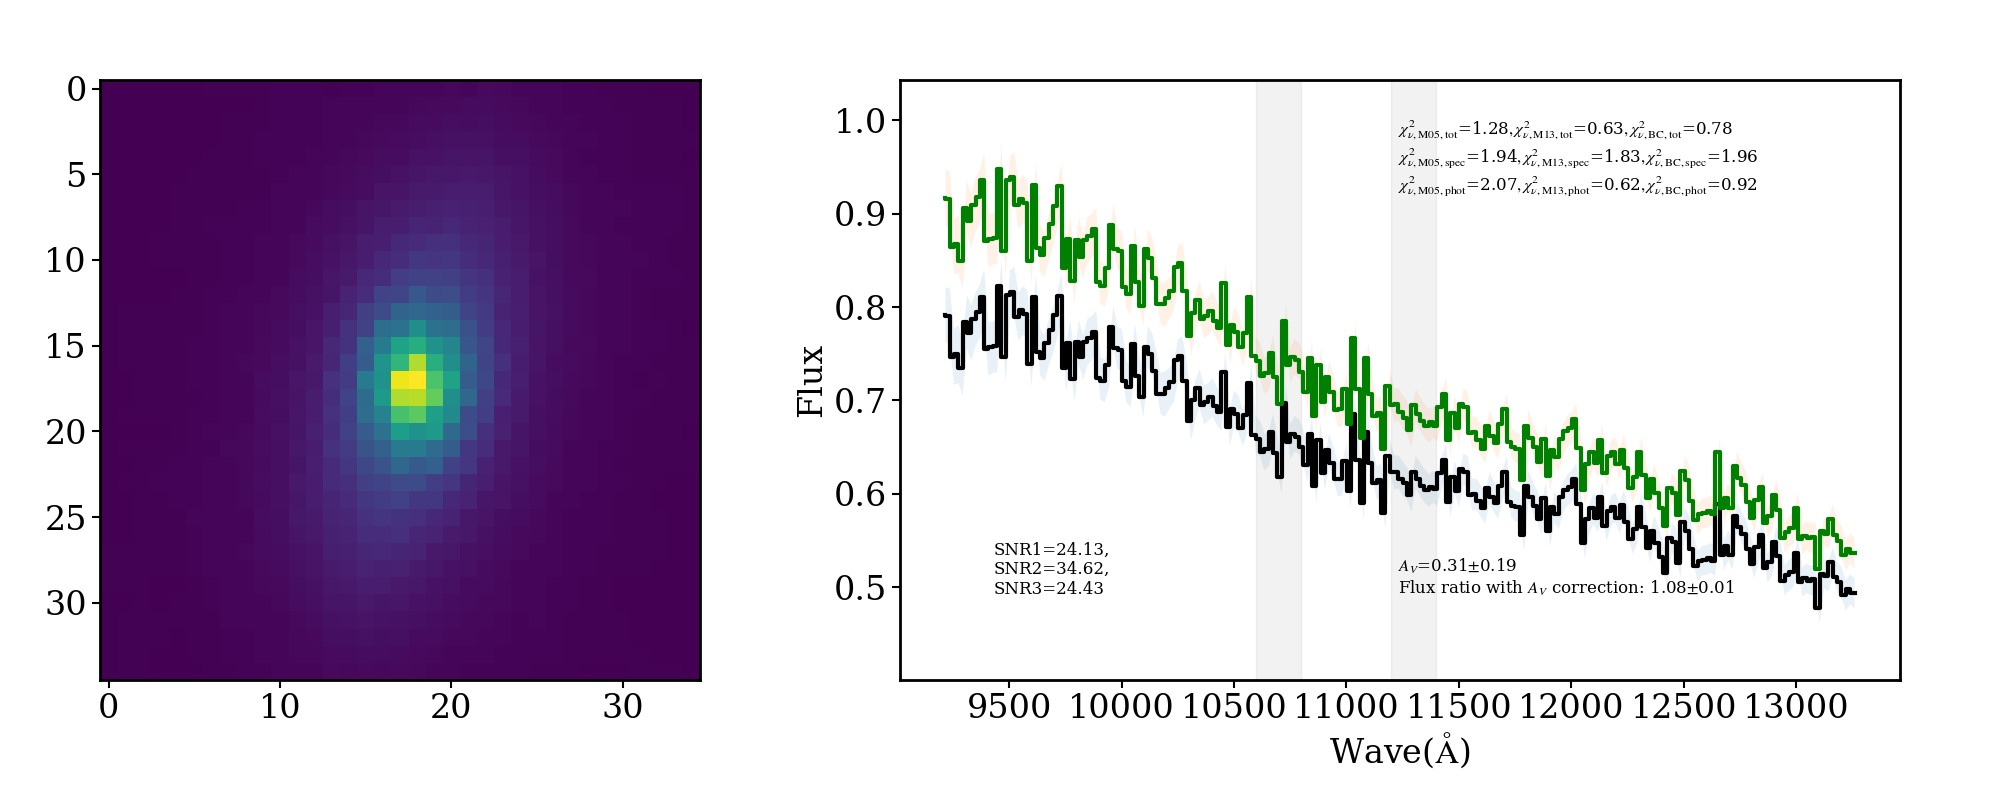 0
5
10
15
20
25
30
0 10 20 30
Flux
1.0
0.9
0.8
0.7
0.6
0.5
χ²ν,M05,tot=1.28,χ²ν,M13,tot=0.63,χ²ν,BC,tot=0.78
χ²ν,M05,spec=1.94,χ²ν,M13,spec=1.83,χ²ν,BC,spec=1.96
χ²ν,M05,phot=2.07,χ²ν,M13,phot=0.62,χ²ν,BC,phot=0.92
SNR1=24.13,
SNR2=34.62,
SNR3=24.43
AV=0.31±0.19
Flux ratio with AV correction: 1.08±0.01
9500 10000 10500 11000 11500 12000 12500 13000
Wave(Å)